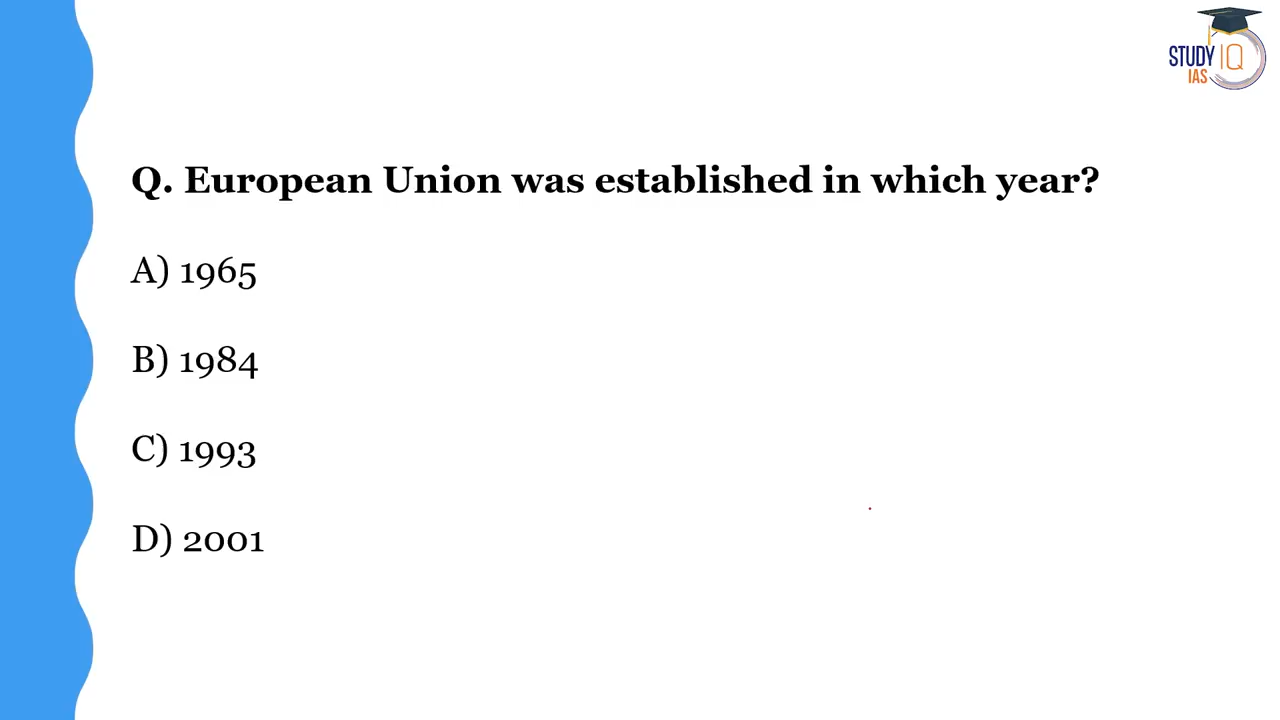 STUDY IQ
IAS
Q. European Union was established in which year?
A) 1965
B) 1984
C) 1993
D) 2001